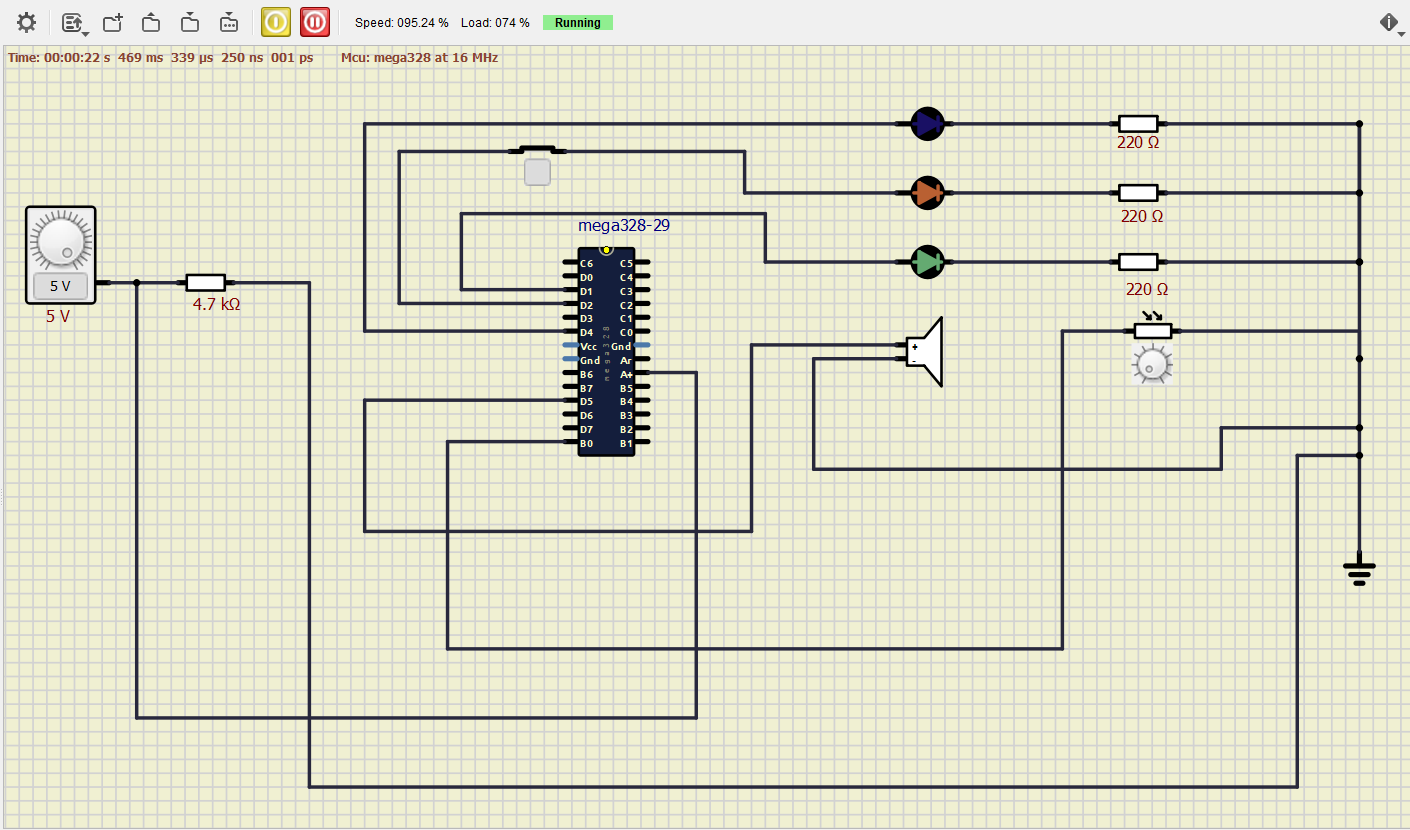 Speed: 095.24 % Load: 074 % Running
Time: 00:00:22 s 469 ms 339 µs 250 ns 001 ps Mcu: mega328 at 16 MHz
220 Ω
220 Ω
mega328-29
5 V
5 V
4.7 kΩ
220 Ω
C6 C5
D0 C4
D1 C3
D2 C2
D3 C1
D4 C0
Vcc Gnd
Gnd Ar
B6 A+
B7 B5
D5 B4
D6 B3
D7 B2
B0 B1
mega328
+
-